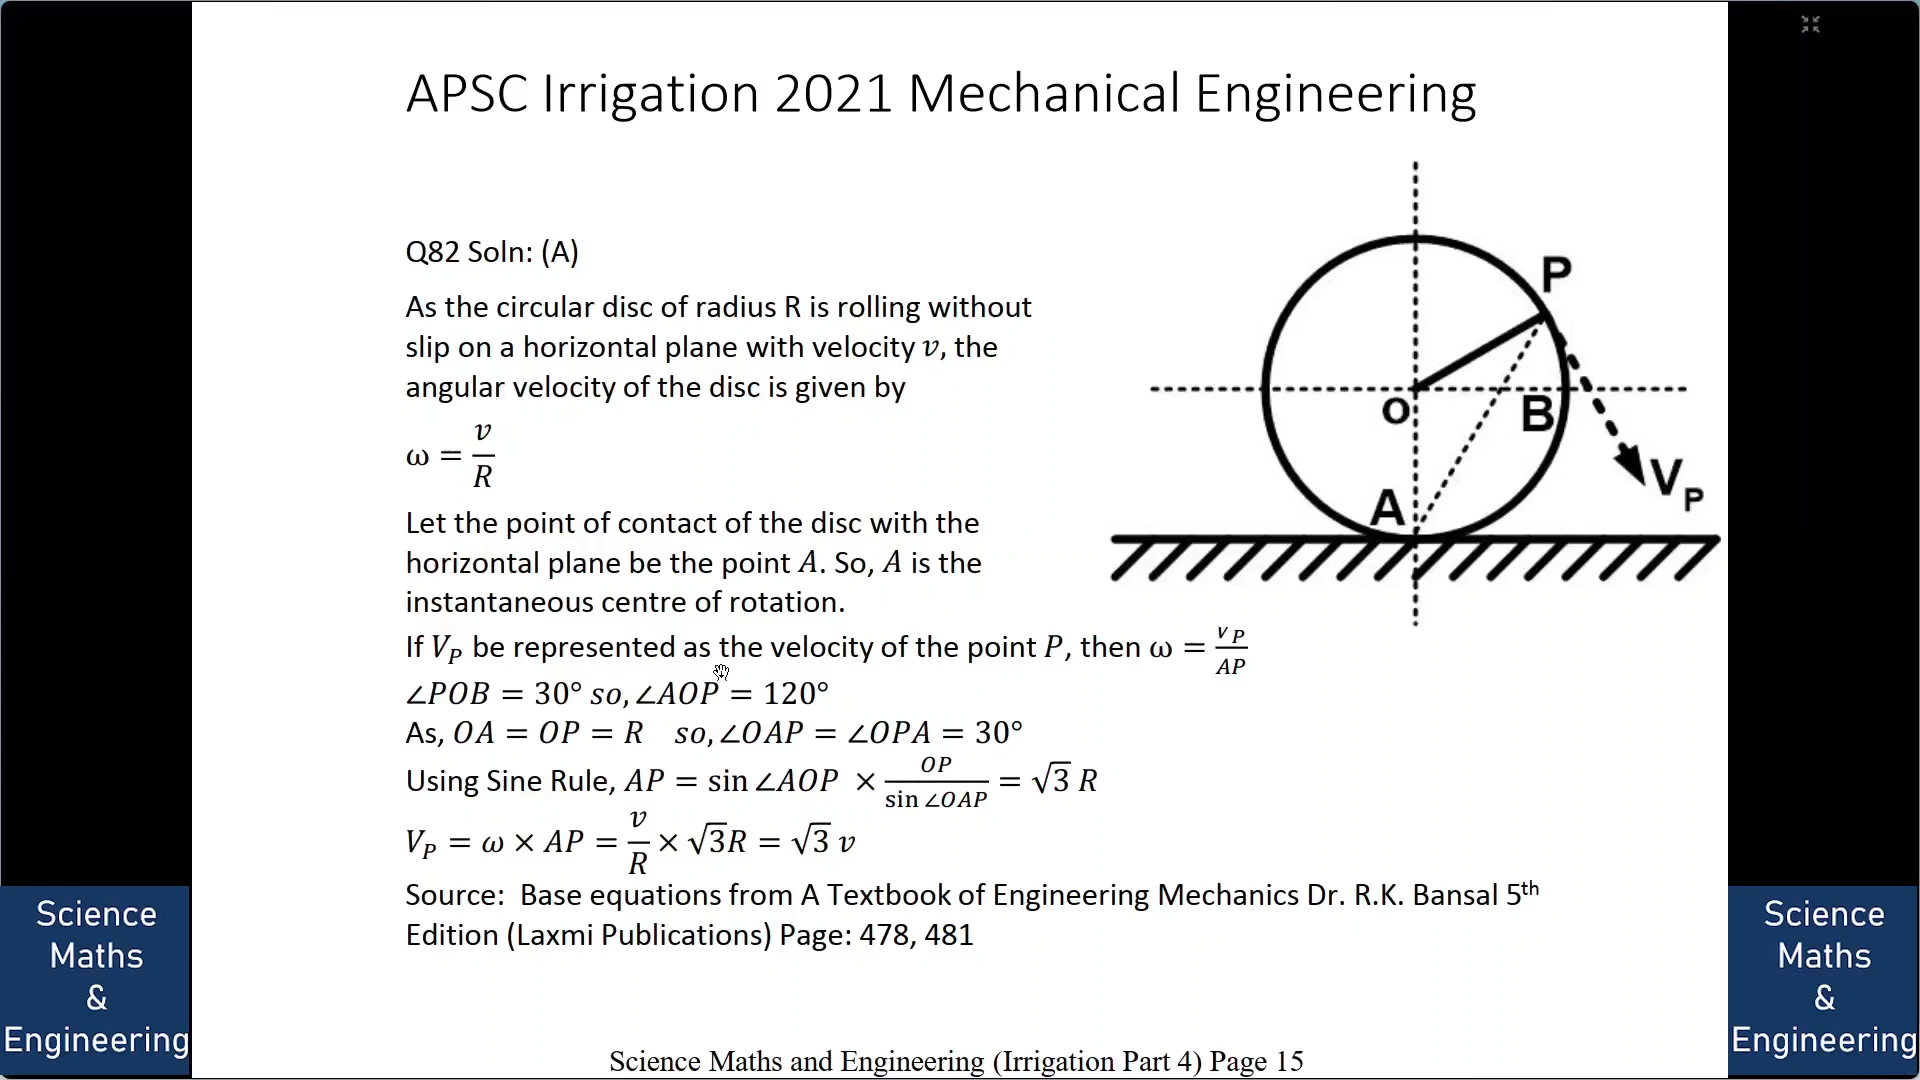 APSC Irrigation 2021 Mechanical Engineering
Q82 Soln: (A)
As the circular disc of radius R is rolling without
slip on a horizontal plane with velocity 𝑣, the
angular velocity of the disc is given by
ω = 𝑣/𝑅
Let the point of contact of the disc with the
horizontal plane be the point 𝐴. So, 𝐴 is the
instantaneous centre of rotation.
If 𝑉_𝑃 be represented as the velocity of the point 𝑃, then ω = V_P/AP
∠𝑃𝑂𝐵 = 30° 𝑠𝑜, ∠𝐴𝑂𝑃 = 120°
As, 𝑂𝐴 = 𝑂𝑃 = 𝑅 𝑠𝑜, ∠𝑂𝐴𝑃 = ∠𝑂𝑃𝐴 = 30°
Using Sine Rule, 𝐴𝑃 = sin ∠𝐴𝑂𝑃 × 𝑂𝑃/sin ∠𝑂𝐴𝑃 = √3 𝑅
𝑉_𝑃 = 𝜔 × 𝐴𝑃 = 𝑣/𝑅 × √3𝑅 = √3 𝑣
Source: Base equations from A Textbook of Engineering Mechanics Dr. R.K. Bansal 5th
Edition (Laxmi Publications) Page: 478, 481
P
O
B
A
V_P
Science
Maths
&
Engineering
Science
Maths
&
Engineering
Science Maths and Engineering (Irrigation Part 4) Page 15